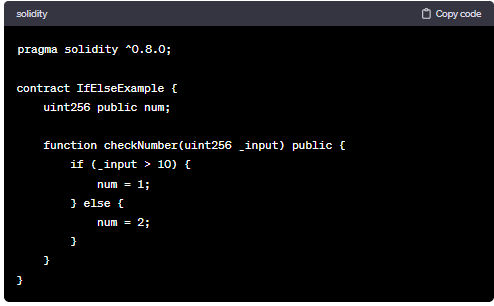 solidity
Copy code
pragma solidity ^0.8.0;
contract IfElseExample {
uint256 public num;
function checkNumber(uint256 _input) public {
if (_input > 10) {
num = 1;
} else {
num = 2;
}
}
}